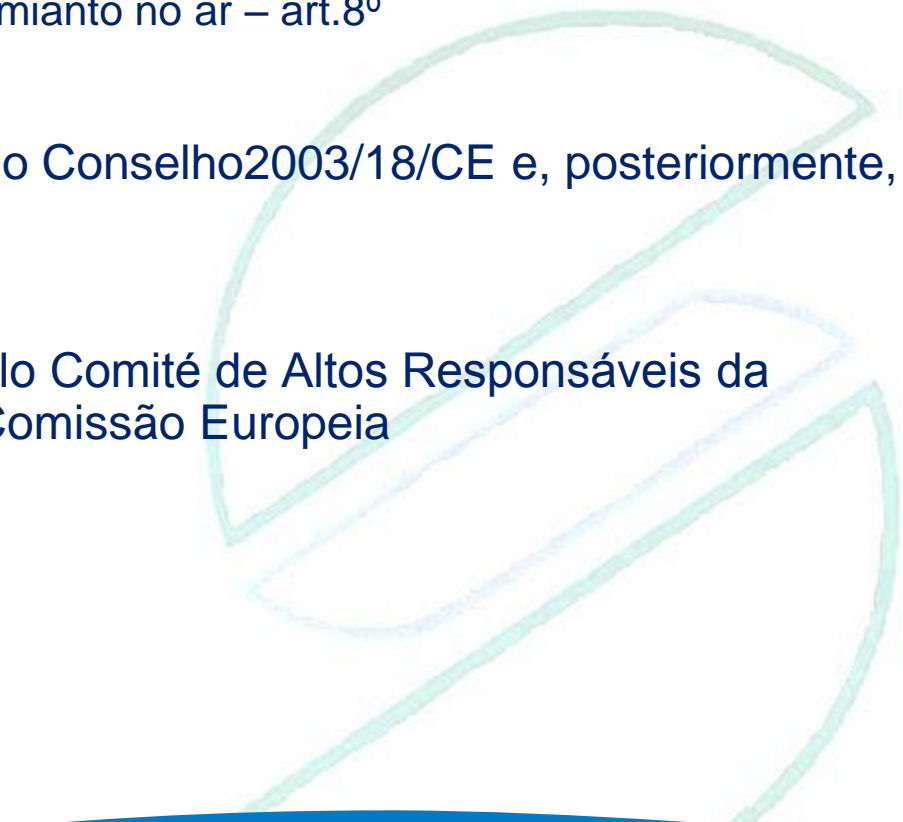 mianto no ar – art.8º
o Conselho2003/18/CE e, posteriormente,
lo Comité de Altos Responsáveis da
Comissão Europeia